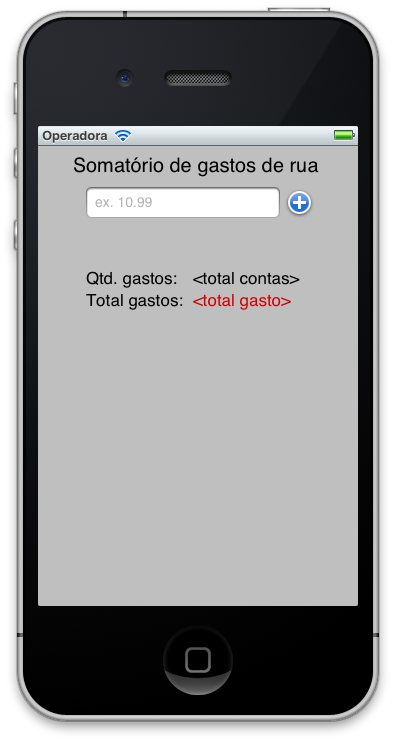 Operadora
Somatório de gastos de rua
ex. 10.99
Qtd. gastos: <total contas>
Total gastos: <total gasto>